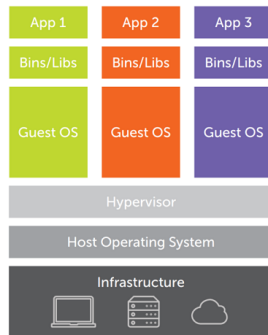 App 1 App 2 App 3
Bins/Libs Bins/Libs Bins/Libs
Guest OS Guest OS Guest OS
Hypervisor
Host Operating System
Infrastructure